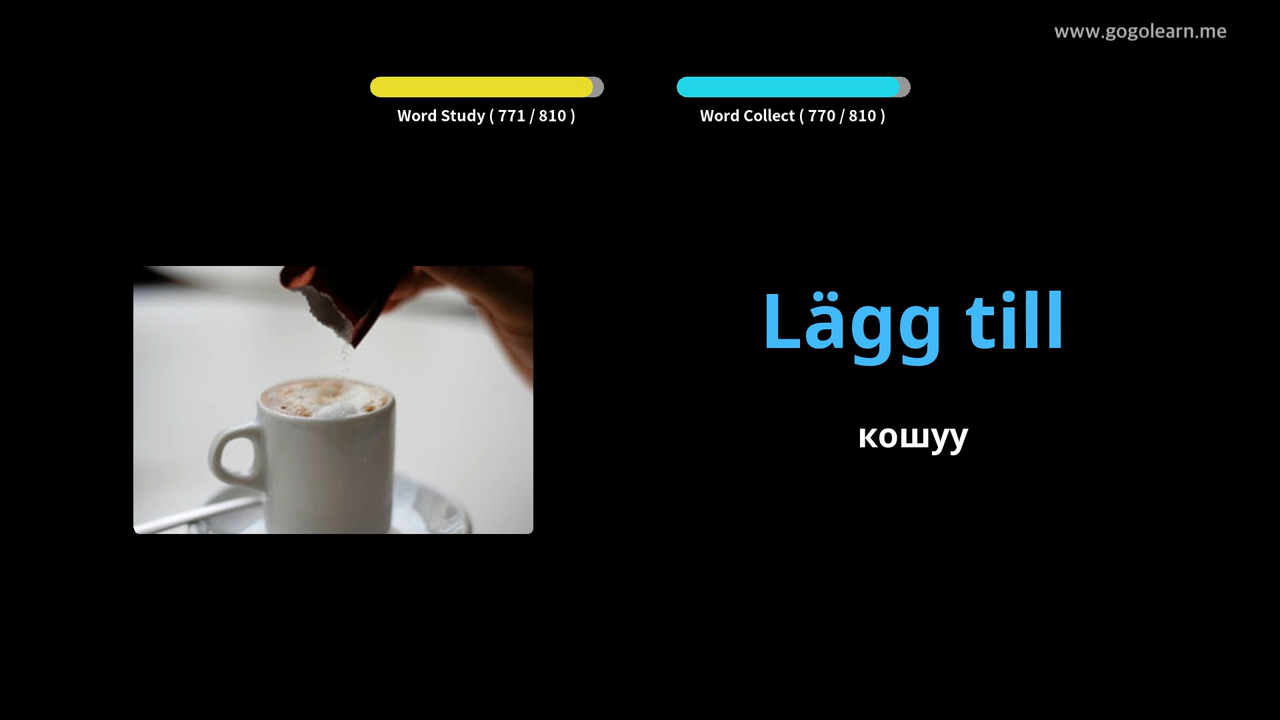 www.gogolearn.me
Word Study ( 771 / 810 )
Word Collect ( 770 / 810 )
Lägg till
кошуу